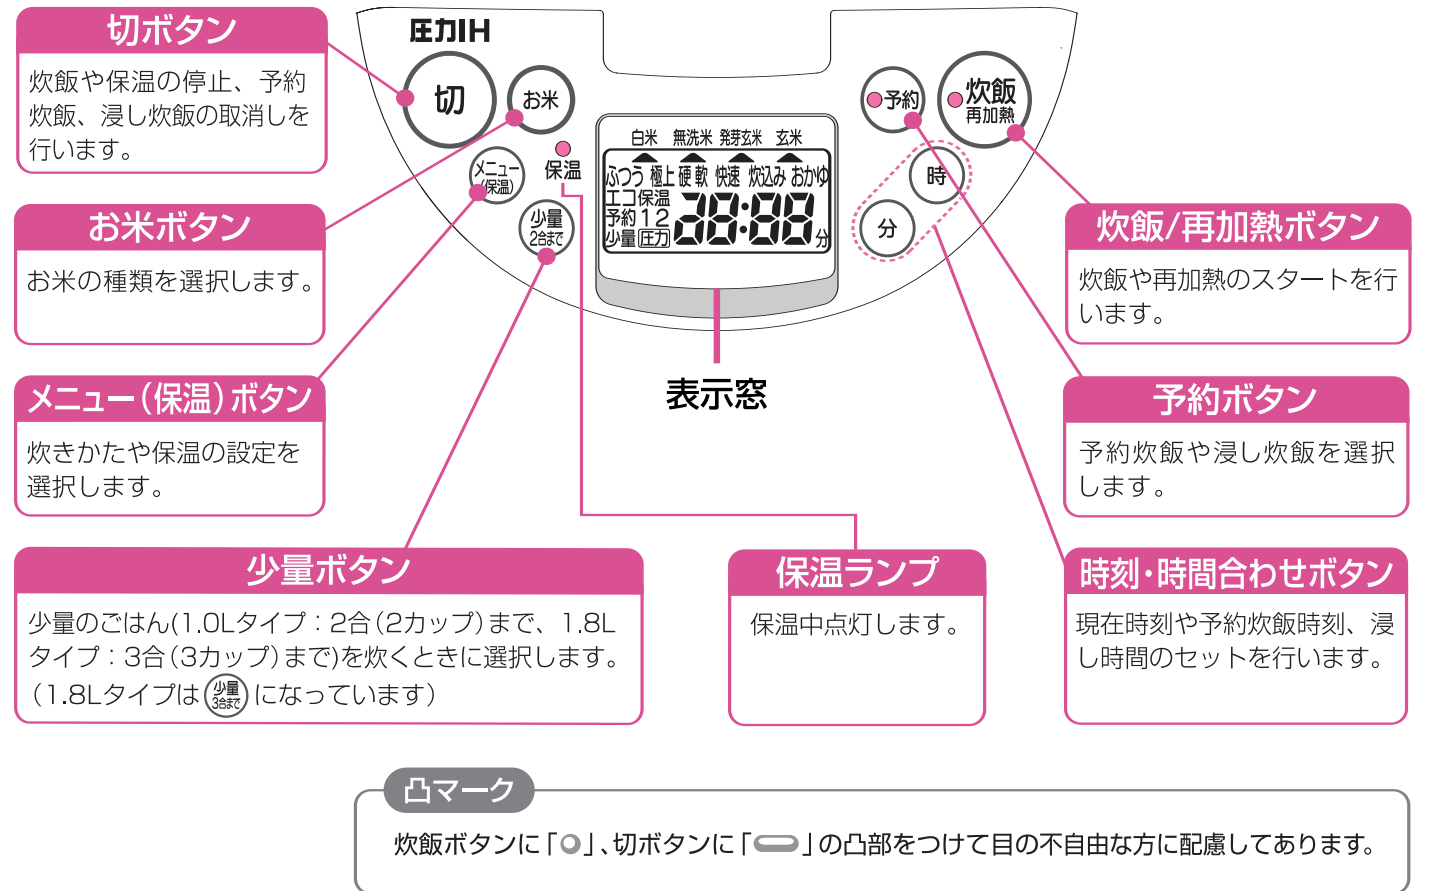 切ボタン
炊飯や保温の停止、予約
炊飯、浸し炊飯の取消しを
行います。
お米ボタン
お米の種類を選択します。
メニュー(保温)ボタン
炊きかたや保温の設定を
選択します。
圧力IH
切
お米
メニュー
(保温)
保温
少量
2合まで
白米 無洗米 発芽玄米 玄米
ふつう 極上 硬 軟 快速 炊込み おかゆ
エコ保温
予約12
少量 圧力
88:88分
予約
炊飯
再加熱
時
分
表示窓
炊飯/再加熱ボタン
炊飯や再加熱のスタートを行
います。
予約ボタン
予約炊飯や浸し炊飯を選択
します。
少量ボタン
少量のごはん(1.0Lタイプ：2合(2カップ)まで、1.8L
タイプ：3合(3カップ)まで)を炊くときに選択します。
(1.8Lタイプは 少量 3合まで になっています)
保温ランプ
保温中点灯します。
時刻・時間合わせボタン
現在時刻や予約炊飯時刻、浸
し時間のセットを行います。
凸マーク
炊飯ボタンに「○」、切ボタンに「⬭」の凸部をつけて目の不自由な方に配慮してあります。